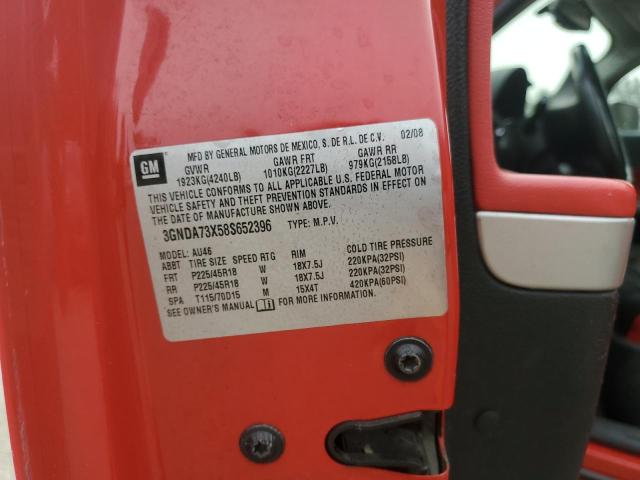 GM
MFD BY GENERAL MOTORS DE MEXICO, S. DE R.L. DE C.V. 02/08
GVWR GAWR FRT GAWR RR
1923KG(4240LB) 1010KG(2227LB) 979KG(2158LB)
THIS VEHICLE CONFORMS TO ALL APPLICABLE U.S. FEDERAL MOTOR
VEHICLE SAFETY AND THEFT PREVENTION STANDARDS IN EFFECT ON
THE DATE OF MANUFACTURE SHOWN ABOVE.
3GNDA73X58S652396 TYPE: M.P.V.
MODEL: AU46
ABBT TIRE SIZE SPEED RTG RIM COLD TIRE PRESSURE
FRT P225/45R18 W 18X7.5J 220KPA(32PSI)
RR P225/45R18 W 18X7.5J 220KPA(32PSI)
SPA T115/70D15 M 15X4T 420KPA(60PSI)
SEE OWNER'S MANUAL FOR MORE INFORMATION.